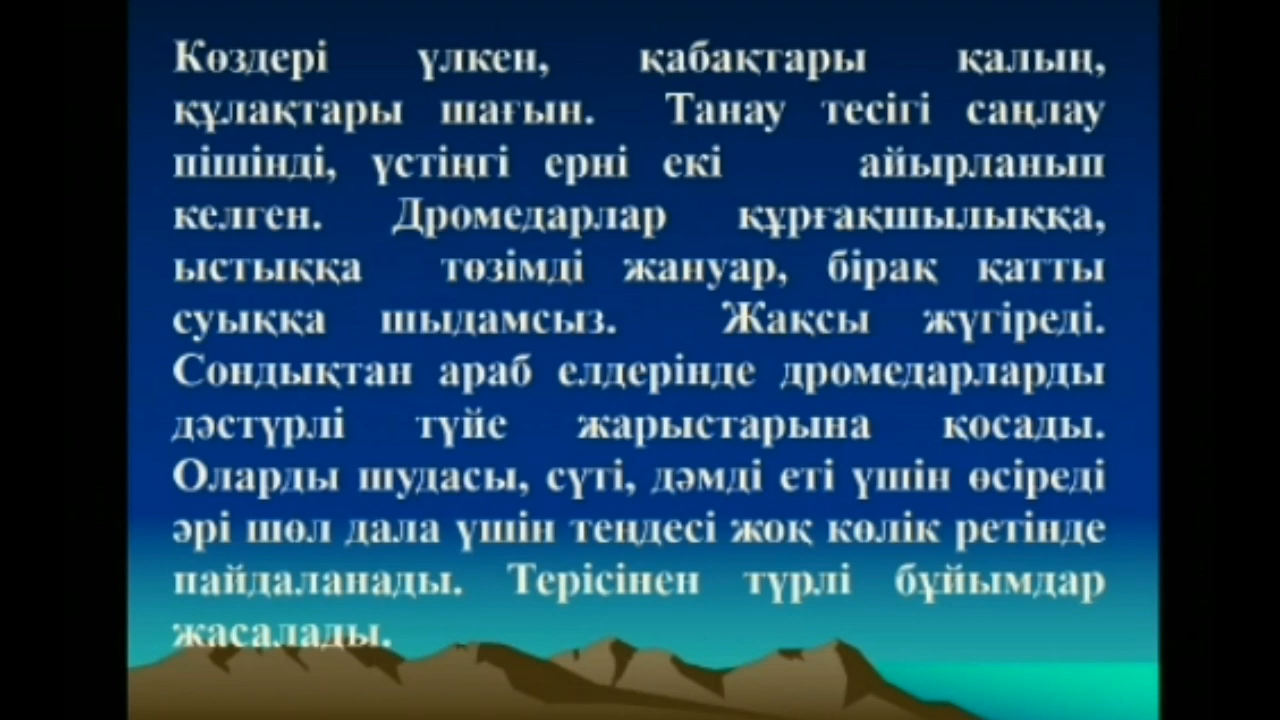 Көздері үлкен, қабақтары қалың,
құлақтары шағын. Танау тесігі саңлау
пішінді, үстіңгі ерні екі айырланып
келген. Дромедарлар құрғақшылыққа,
ыстыққа төзімді жануар, бірақ қатты
суыққа шыдамсыз. Жақсы жүгіреді.
Сондықтан араб елдерінде дромедарларды
дәстүрлі түйе жарыстарына қосады.
Оларды шудасы, сүті, дәмді еті үшін өсіреді
әрі шөл дала үшін теңдесі жоқ көлік ретінде
пайдаланады. Терісінен түрлі бұйымдар
жасалады.